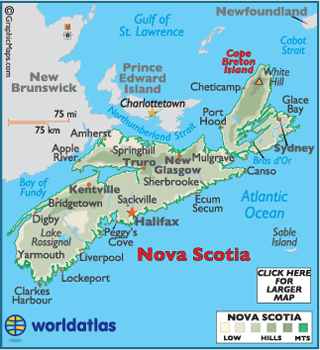 ©GraphicMaps.com
Gulf of
St. Lawrence
Newfoundland
Cabot
Strait
Cape
Breton
Island
White
Hill
New
Brunswick
Prince
Edward
Island
Charlottetown
Cheticamp
Glace
Bay
75 mi
75 km
Northumberland Strait
Port
Hood
Sydney
Amherst
Springhill
New
Glasgow
Mulgrave
Bras d'Or
Apple
River
Truro
Canso
Bay of
Fundy
Kentville
Sherbrooke
Bridgetown
Sackville
Ecum
Secum
Atlantic
Ocean
Digby
Halifax
Lake
Rossignol
Peggy's
Cove
Sable
Island
Yarmouth
Liverpool
Nova Scotia
Lockeport
Clarkes
Harbour
CLICK HERE
FOR
LARGER
MAP
worldatlas
NOVA SCOTIA
LOW HILLS MTS